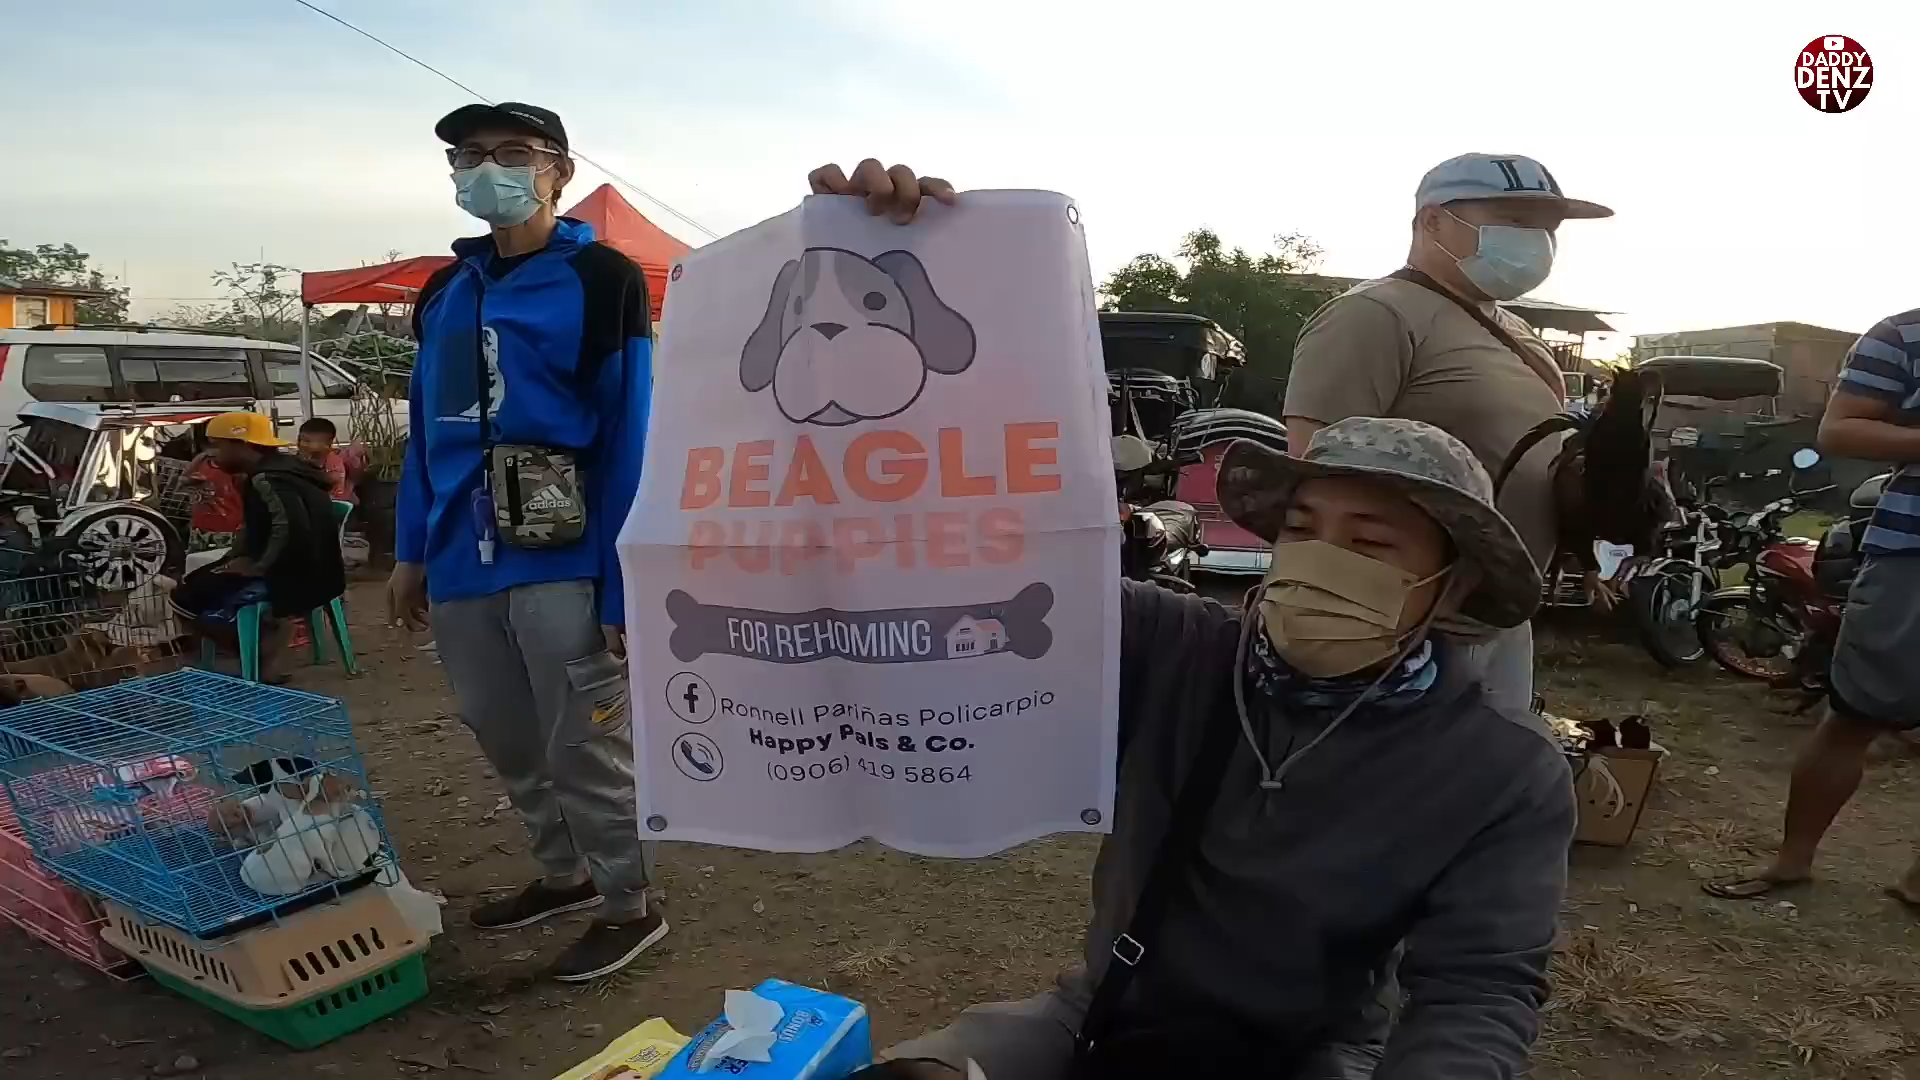 DADDY
DENZ
TV
BEAGLE
PUPPIES
FOR REHOMING
Ronnell Pariñas Policarpio
Happy Pals & Co.
(0906) 419 5864
adidas